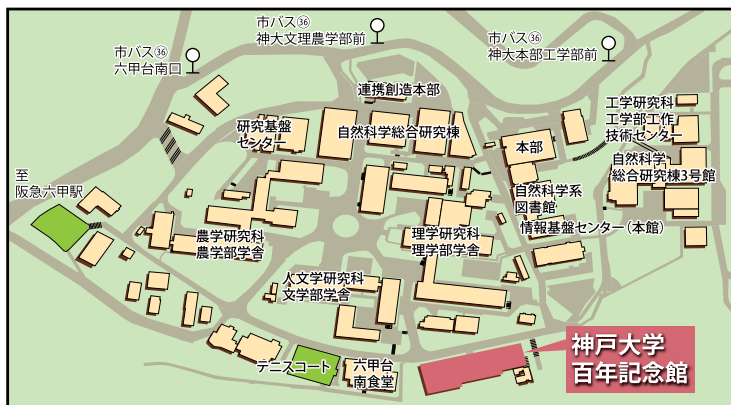 市バス㊱
神大文理農学部前
市バス㊱
神大本部工学部前
市バス㊱
六甲台南口
連携創造本部
研究基盤
センター
自然科学総合研究棟
本部
工学研究科
工学部工作
技術センター
自然科学
総合研究棟3号館
至
阪急六甲駅
自然科学系
図書館
情報基盤センター(本館)
農学研究科
農学部学舎
理学研究科
理学部学舎
人文学研究科
文学部学舎
テニスコート
六甲台
南食堂
神戸大学
百年記念館